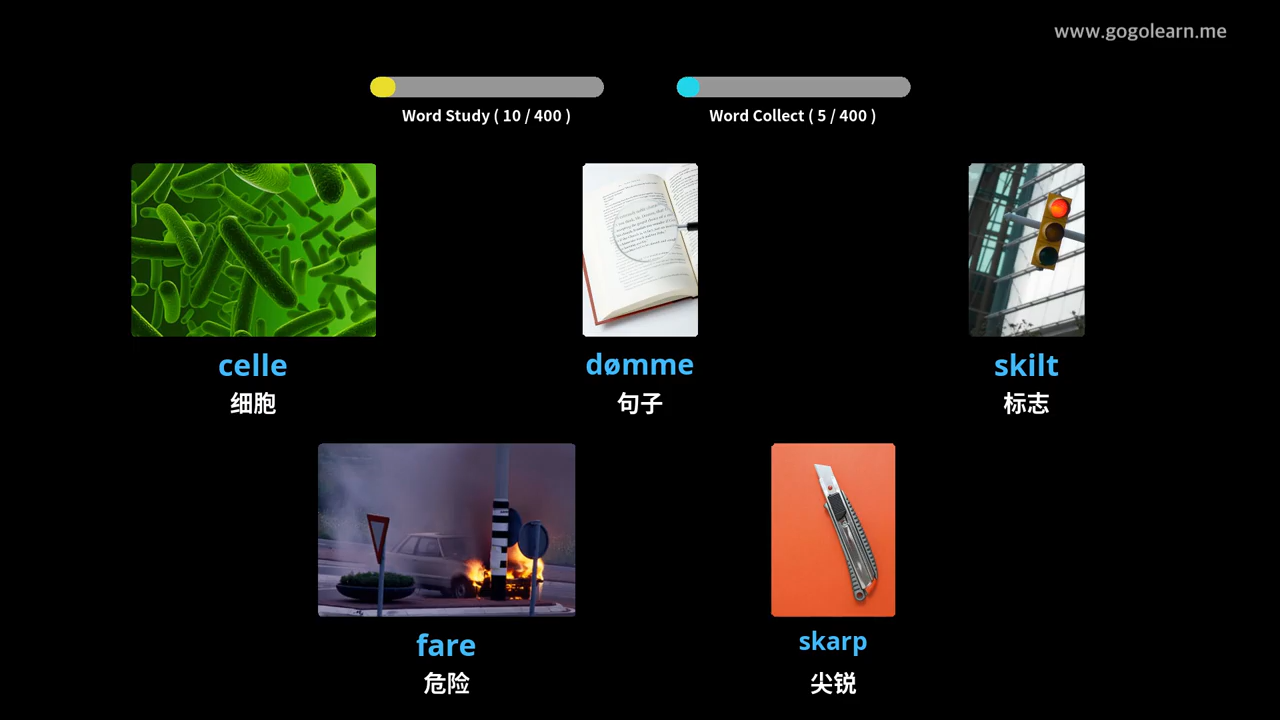 www.gogolearn.me
Word Study ( 10 / 400 )
Word Collect ( 5 / 400 )
celle
细胞
dømme
句子
skilt
标志
fare
危险
skarp
尖锐